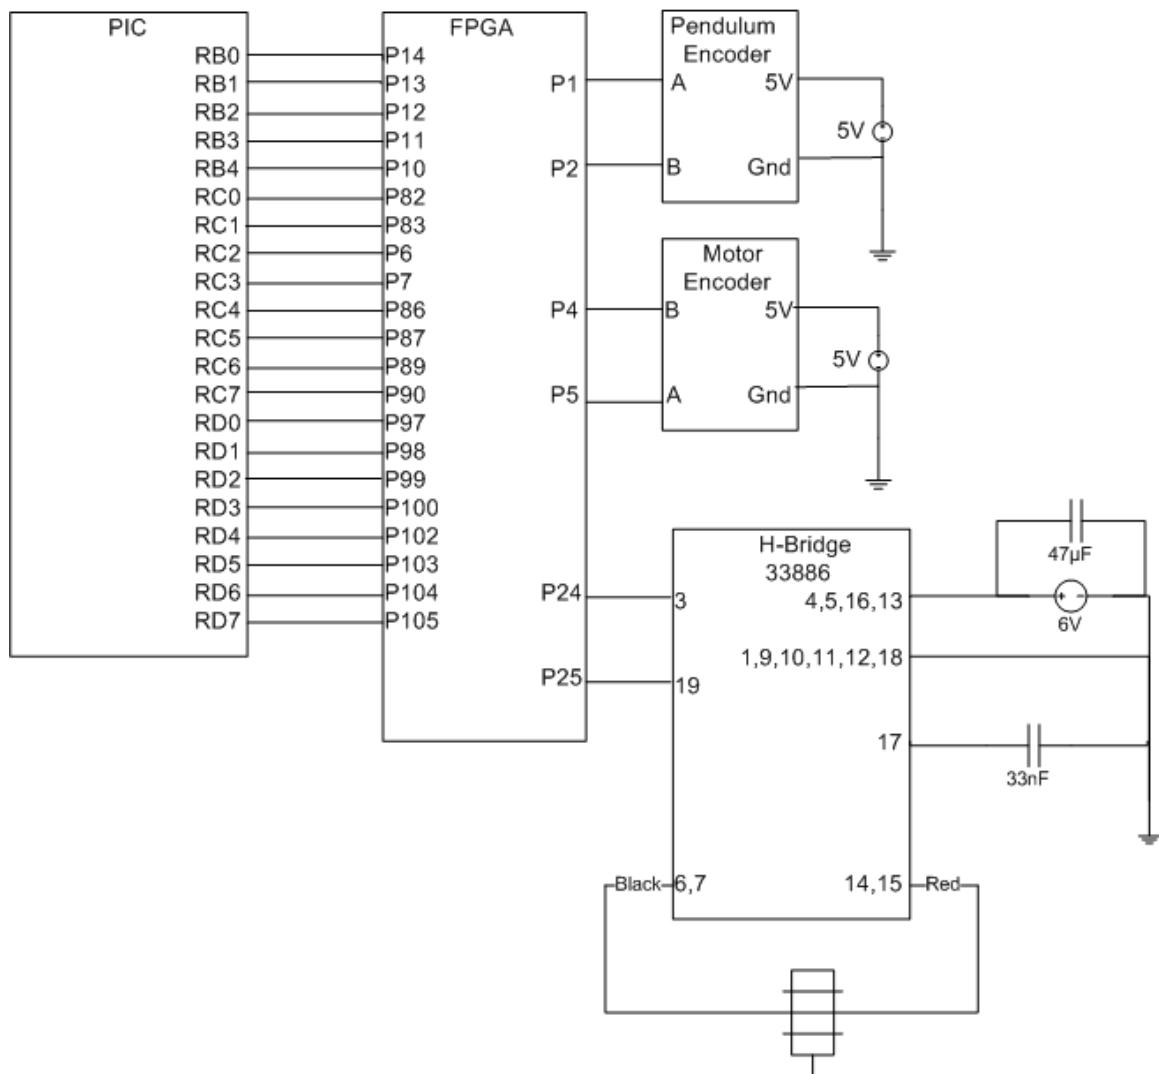 PIC
RB0
RB1
RB2
RB3
RB4
RC0
RC1
RC2
RC3
RC4
RC5
RC6
RC7
RD0
RD1
RD2
RD3
RD4
RD5
RD6
RD7
FPGA
P14
P13
P12
P11
P10
P82
P83
P6
P7
P86
P87
P89
P90
P97
P98
P99
P100
P102
P103
P104
P105
P1
P2
P4
P5
P24
P25
Pendulum
Encoder
A
5V
B
Gnd
5V
Motor
Encoder
B
5V
A
Gnd
5V
H-Bridge
33886
3
4,5,16,13
1,9,10,11,12,18
19
17
6,7
14,15
47µF
6V
33nF
Black
Red